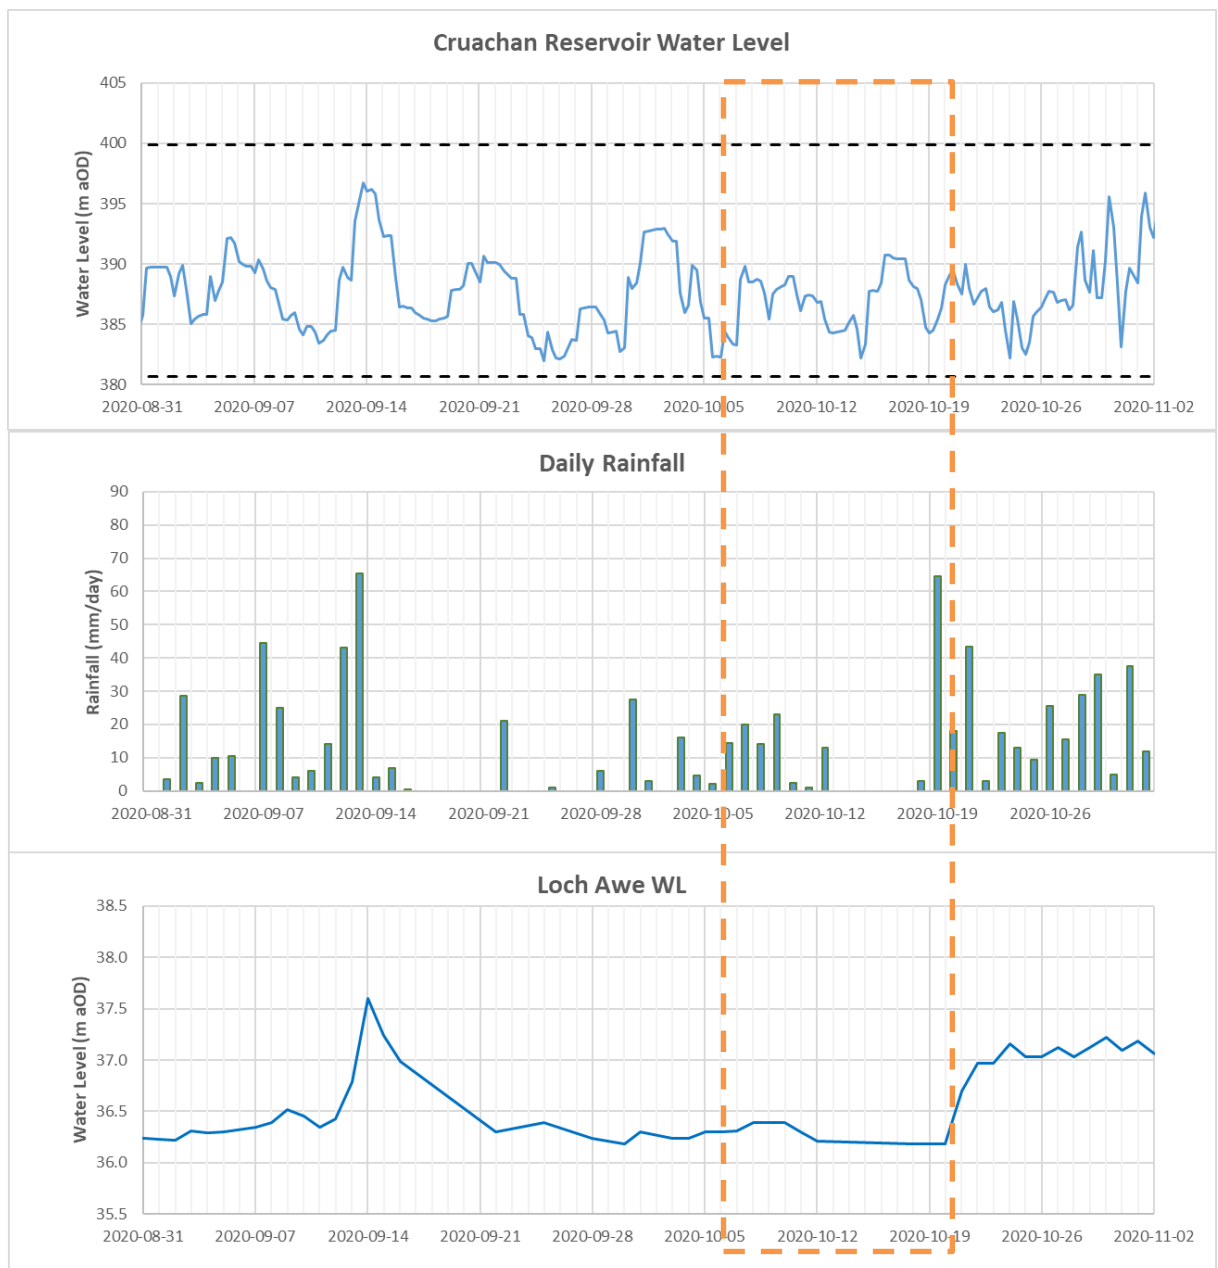 Cruachan Reservoir Water Level
Water Level (m aOD)
405
400
395
390
385
380
2020-08-31 2020-09-07 2020-09-14 2020-09-21 2020-09-28 2020-10-05 2020-10-12 2020-10-19 2020-10-26 2020-11-02
Daily Rainfall
Rainfall (mm/day)
90
80
70
60
50
40
30
20
10
0
2020-08-31 2020-09-07 2020-09-14 2020-09-21 2020-09-28 2020-10-05 2020-10-12 2020-10-19 2020-10-26
Loch Awe WL
Water Level (m aOD)
38.5
38.0
37.5
37.0
36.5
36.0
35.5
2020-08-31 2020-09-07 2020-09-14 2020-09-21 2020-09-28 2020-10-05 2020-10-12 2020-10-19 2020-10-26 2020-11-02